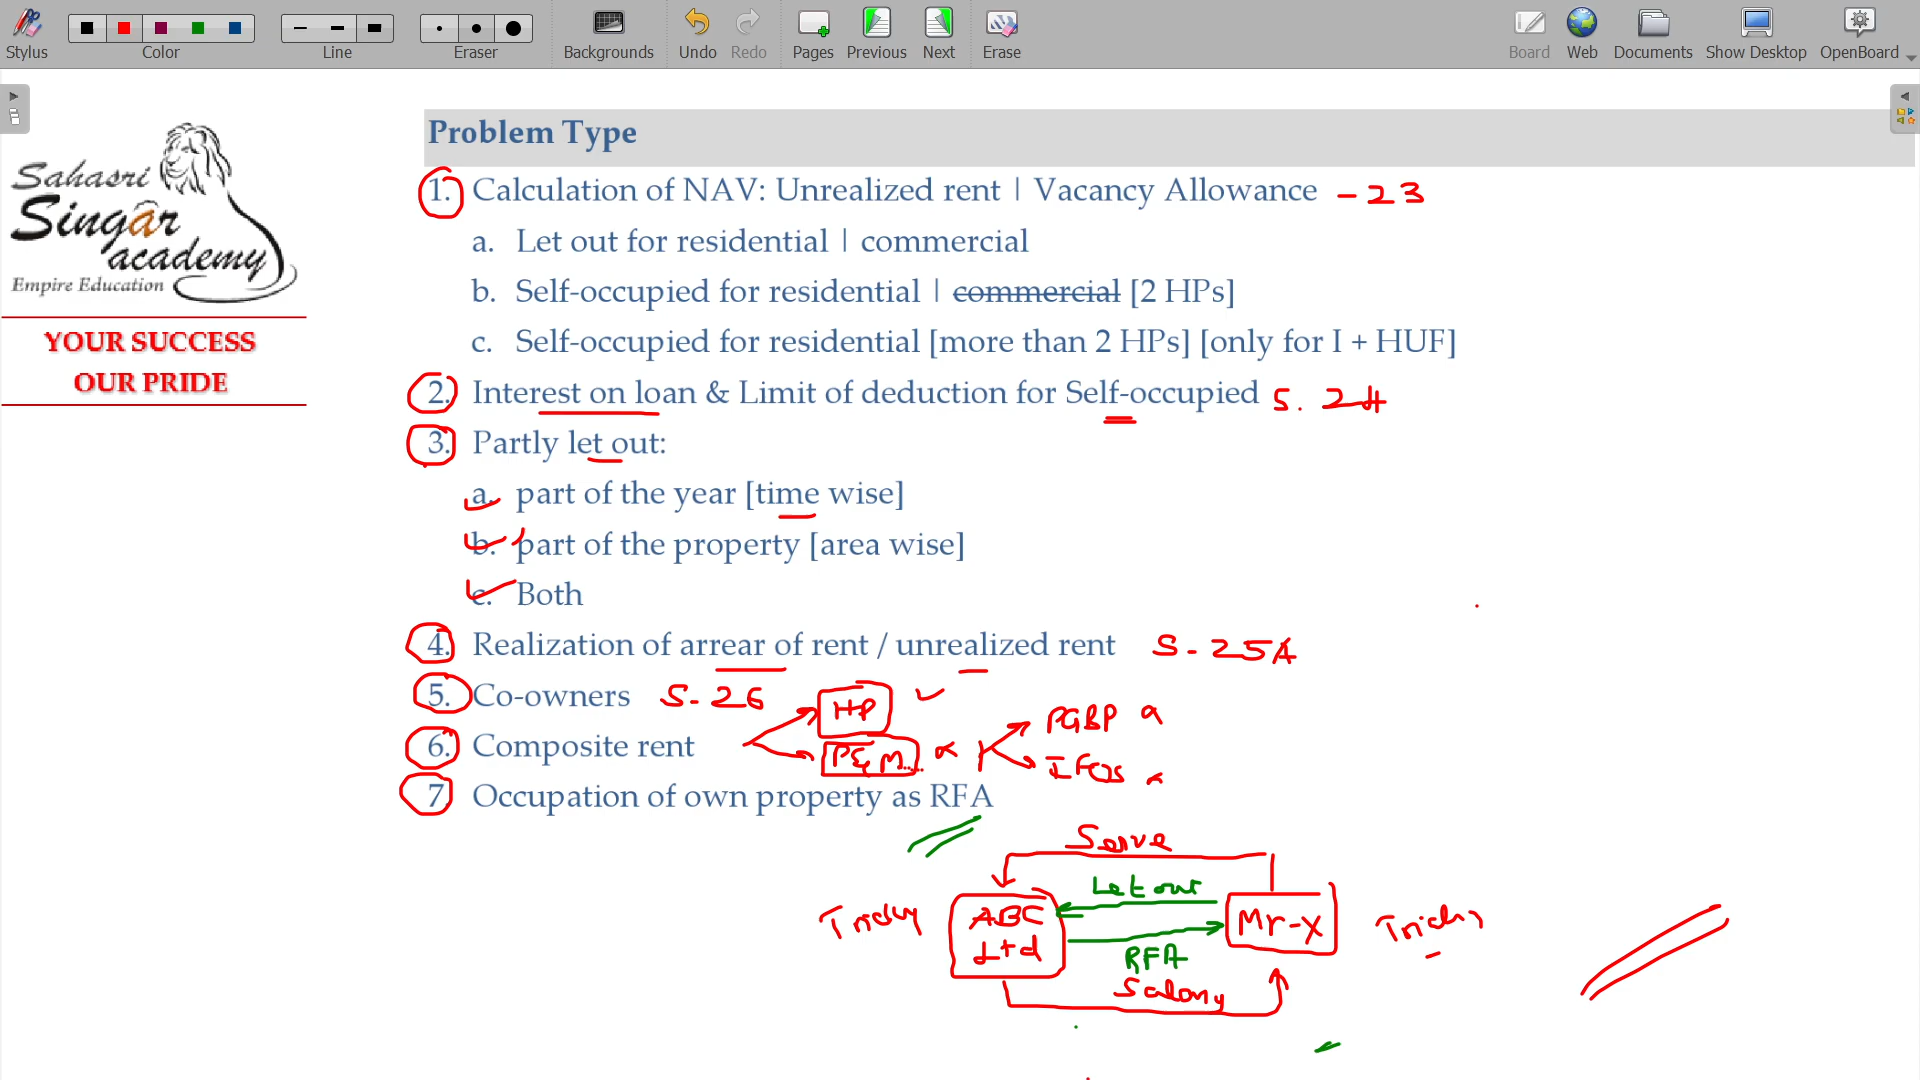 Stylus
Color
Line
Eraser
Backgrounds
Undo
Redo
Pages
Previous
Next
Erase
Board
Web
Documents
Show Desktop
OpenBoard
Sahasri
Singār
academy
Empire Education
YOUR SUCCESS
OUR PRIDE
Problem Type
1. Calculation of NAV: Unrealized rent | Vacancy Allowance - 23
a. Let out for residential | commercial
b. Self-occupied for residential | commercial [2 HPs]
c. Self-occupied for residential [more than 2 HPs] [only for I + HUF]
2. Interest on loan & Limit of deduction for Self-occupied S. 24
3. Partly let out:
a. part of the year [time wise]
b. part of the property [area wise]
c. Both
4. Realization of arrear of rent / unrealized rent S - 25A
5. Co-owners S - 26
HP
PGBP
6. Composite rent
P&M...
IFOS
7. Occupation of own property as RFA
Serve
Let out
ABC
Ltd
Mr-X
RFA
Salary